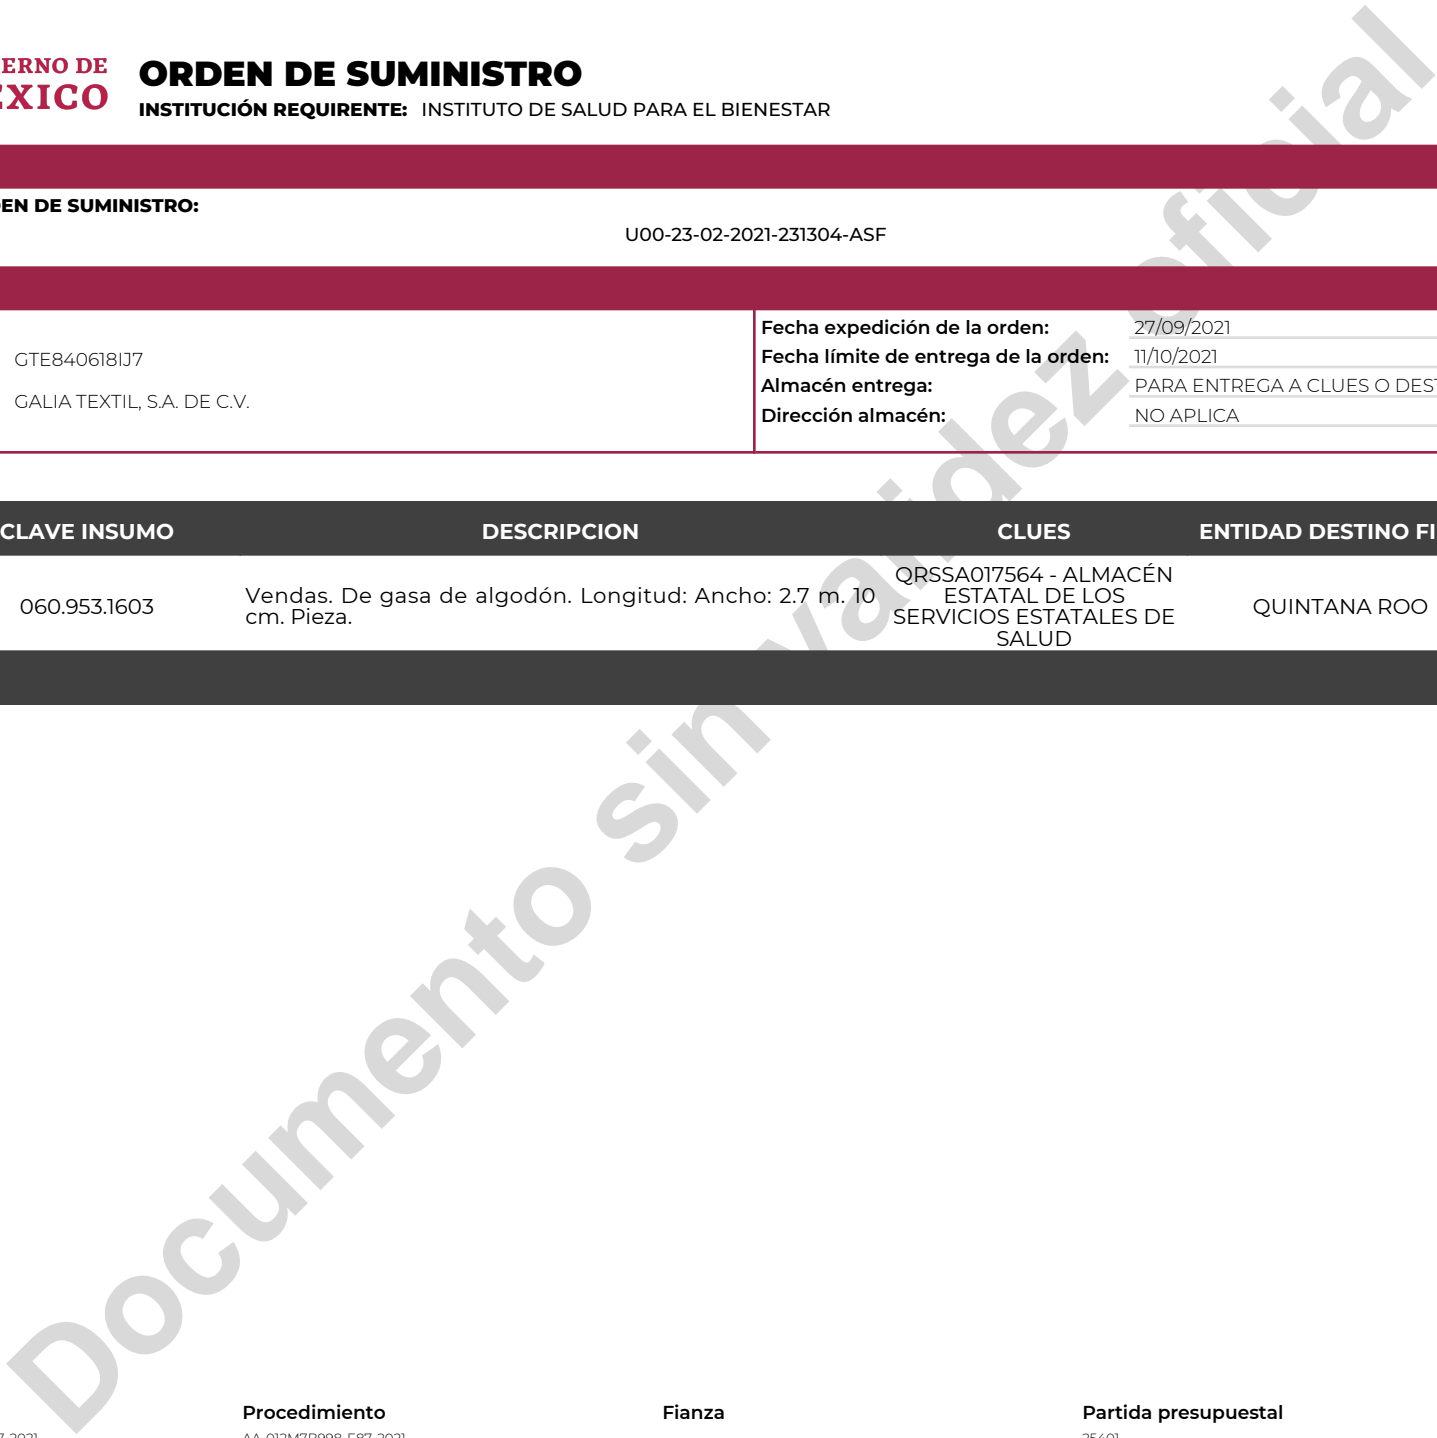 ERNO DE
ORDEN DE SUMINISTRO
INSTITUCIÓN REQUIRENTE: INSTITUTO DE SALUD PARA EL BIENESTAR
EN DE SUMINISTRO:
U00-23-02-2021-231304-ASF
GTE840618IJ7
GALIA TEXTIL, S.A. DE C.V.
Fecha expedición de la orden: 27/09/2021
Fecha límite de entrega de la orden: 11/10/2021
Almacén entrega: PARA ENTREGA A CLUES O DEST
Dirección almacén: NO APLICA
CLAVE INSUMO DESCRIPCION CLUES ENTIDAD DESTINO FI
060.953.1603
Vendas. De gasa de algodón. Longitud: Ancho: 2.7 m. 10
cm. Pieza.
QRSSA017564 - ALMACÉN
ESTATAL DE LOS
SERVICIOS ESTATALES DE
SALUD
QUINTANA ROO
Documento sin validez oficial
Procedimiento Fianza Partida presupuestal